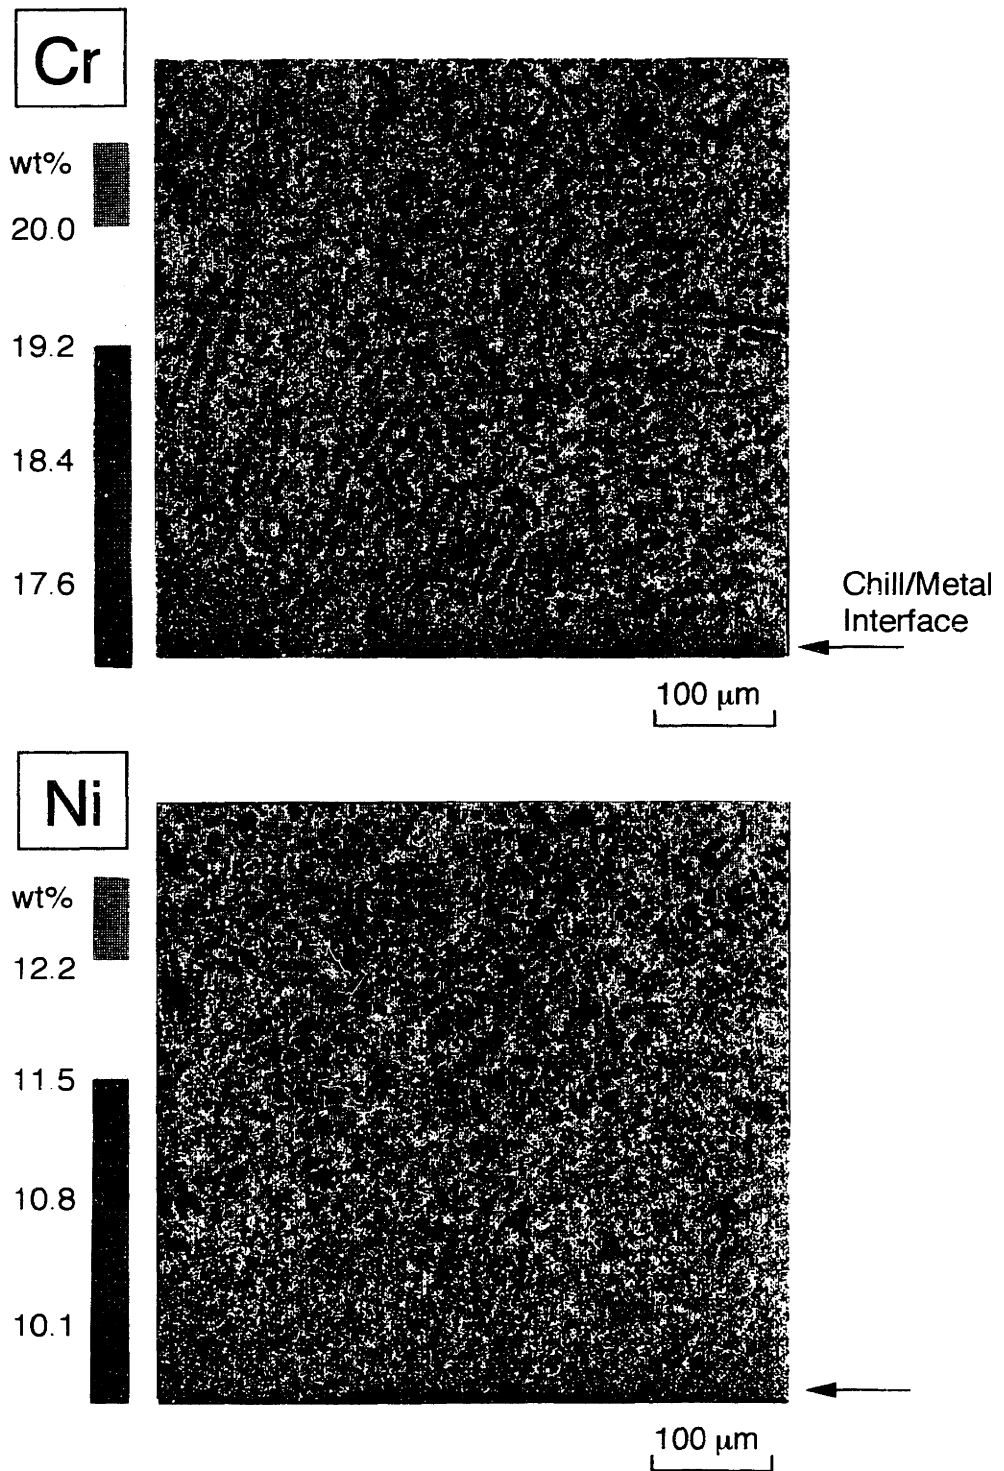 Cr
wt%
20.0
19.2
18.4
17.6
Chill/Metal
Interface
100 μm
Ni
wt%
12.2
11.5
10.8
10.1
100 μm